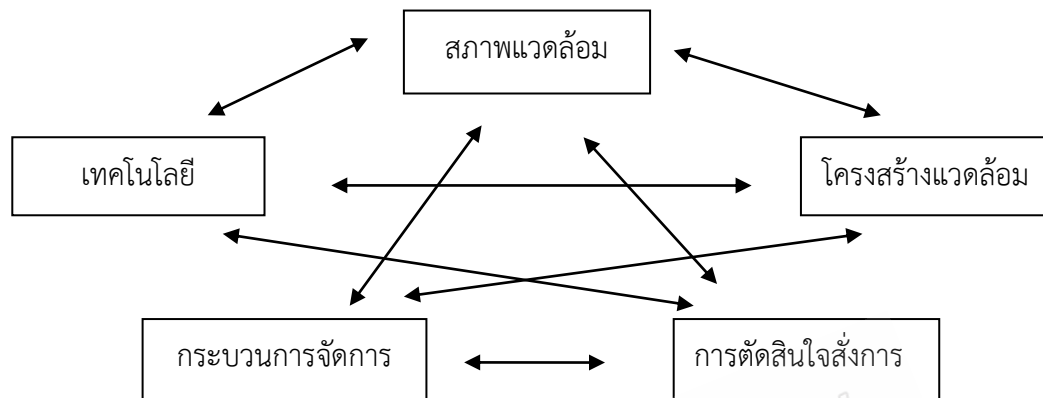 สภาพแวดล้อม
เทคโนโลยี
โครงสร้างแวดล้อม
กระบวนการจัดการ
การตัดสินใจสั่งการ